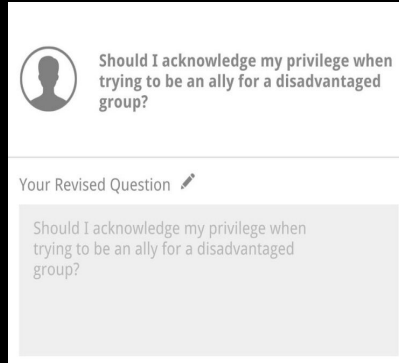 Should I acknowledge my privilege when
trying to be an ally for a disadvantaged
group?
Your Revised Question
Should I acknowledge my privilege when
trying to be an ally for a disadvantaged
group?